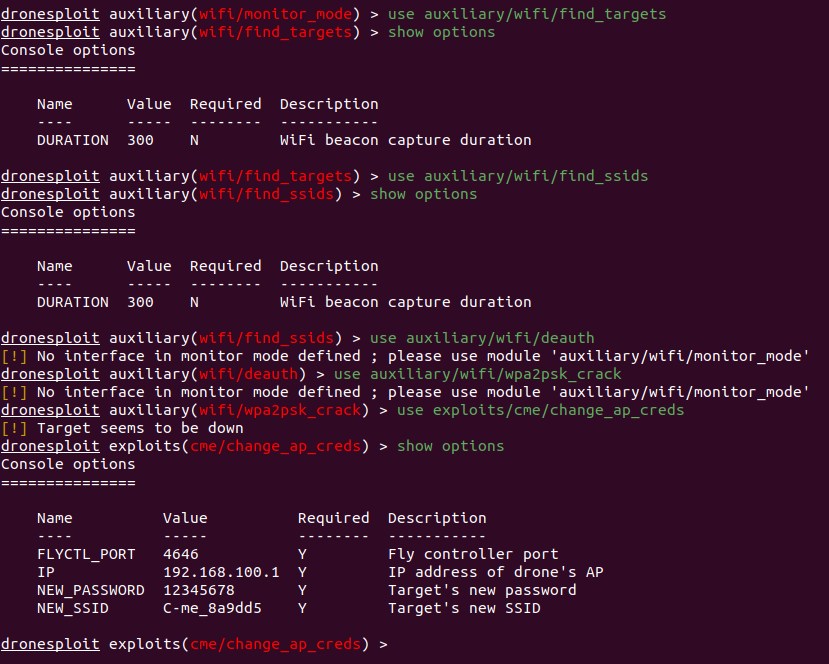 dronesploit auxiliary(wifi/monitor_mode) > use auxiliary/wifi/find_targets
dronesploit auxiliary(wifi/find_targets) > show options
Console options
===============
Name Value Required Description
---- ----- -------- -----------
DURATION 300 N WiFi beacon capture duration
dronesploit auxiliary(wifi/find_targets) > use auxiliary/wifi/find_ssids
dronesploit auxiliary(wifi/find_ssids) > show options
Console options
===============
Name Value Required Description
---- ----- -------- -----------
DURATION 300 N WiFi beacon capture duration
dronesploit auxiliary(wifi/find_ssids) > use auxiliary/wifi/deauth
[!] No interface in monitor mode defined ; please use module 'auxiliary/wifi/monitor_mode'
dronesploit auxiliary(wifi/deauth) > use auxiliary/wifi/wpa2psk_crack
[!] No interface in monitor mode defined ; please use module 'auxiliary/wifi/monitor_mode'
dronesploit auxiliary(wifi/wpa2psk_crack) > use exploits/cme/change_ap_creds
[!] Target seems to be down
dronesploit exploits(cme/change_ap_creds) > show options
Console options
===============
Name Value Required Description
---- ----- -------- -----------
FLYCTL_PORT 4646 Y Fly controller port
IP 192.168.100.1 Y IP address of drone's AP
NEW_PASSWORD 12345678 Y Target's new password
NEW_SSID C-me_8a9dd5 Y Target's new SSID
dronesploit exploits(cme/change_ap_creds) >